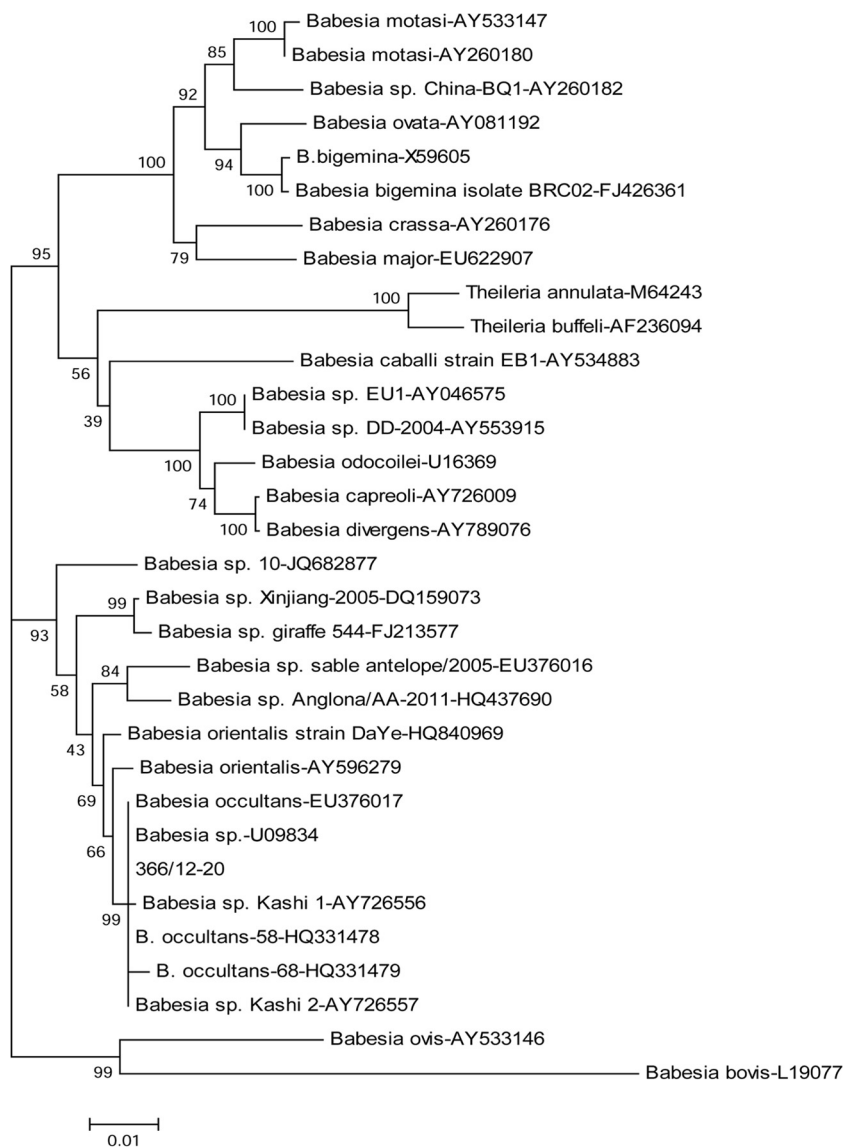 100
Babesia motasi-AY533147
85
Babesia motasi-AY260180
Babesia sp. China-BQ1-AY260182
92
Babesia ovata-AY081192
94
B.bigemina-X59605
100
100
Babesia bigemina isolate BRC02-FJ426361
Babesia crassa-AY260176
79
Babesia major-EU622907
95
Theileria annulata-M64243
100
Theileria buffeli-AF236094
56
Babesia caballi strain EB1-AY534883
39
100
Babesia sp. EU1-AY046575
Babesia sp. DD-2004-AY553915
100
Babesia odocoilei-U16369
74
Babesia capreoli-AY726009
100
Babesia divergens-AY789076
Babesia sp. 10-JQ682877
93
99
Babesia sp. Xinjiang-2005-DQ159073
Babesia sp. giraffe 544-FJ213577
58
84
Babesia sp. sable antelope/2005-EU376016
Babesia sp. Anglona/AA-2011-HQ437690
43
Babesia orientalis strain DaYe-HQ840969
69
Babesia orientalis-AY596279
66
Babesia occultans-EU376017
Babesia sp.-U09834
366/12-20
99
Babesia sp. Kashi 1-AY726556
B. occultans-58-HQ331478
B. occultans-68-HQ331479
Babesia sp. Kashi 2-AY726557
Babesia ovis-AY533146
99
Babesia bovis-L19077
0.01